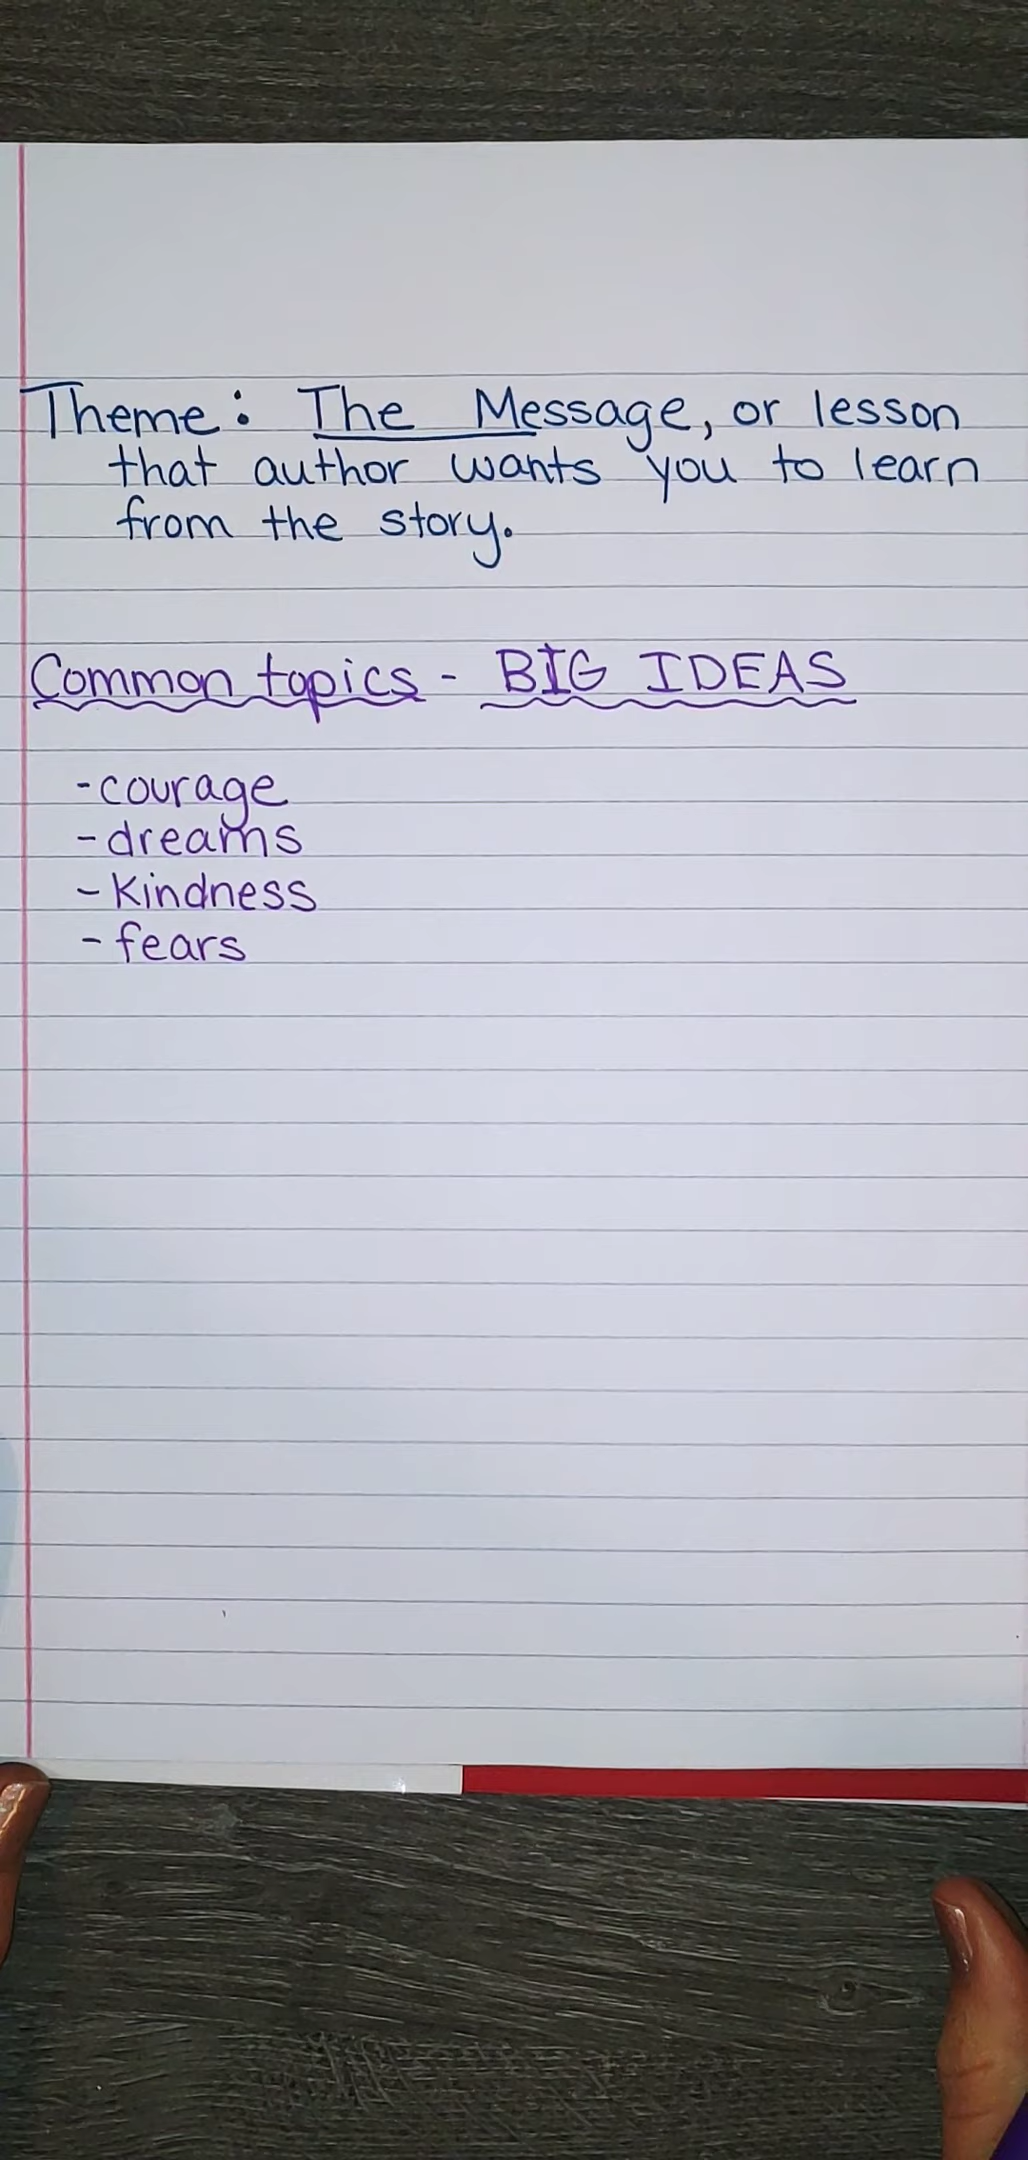 Theme: The Message, or lesson
that author wants you to learn
from the story.
Common topics - BIG IDEAS
- courage
- dreams
- Kindness
- fears